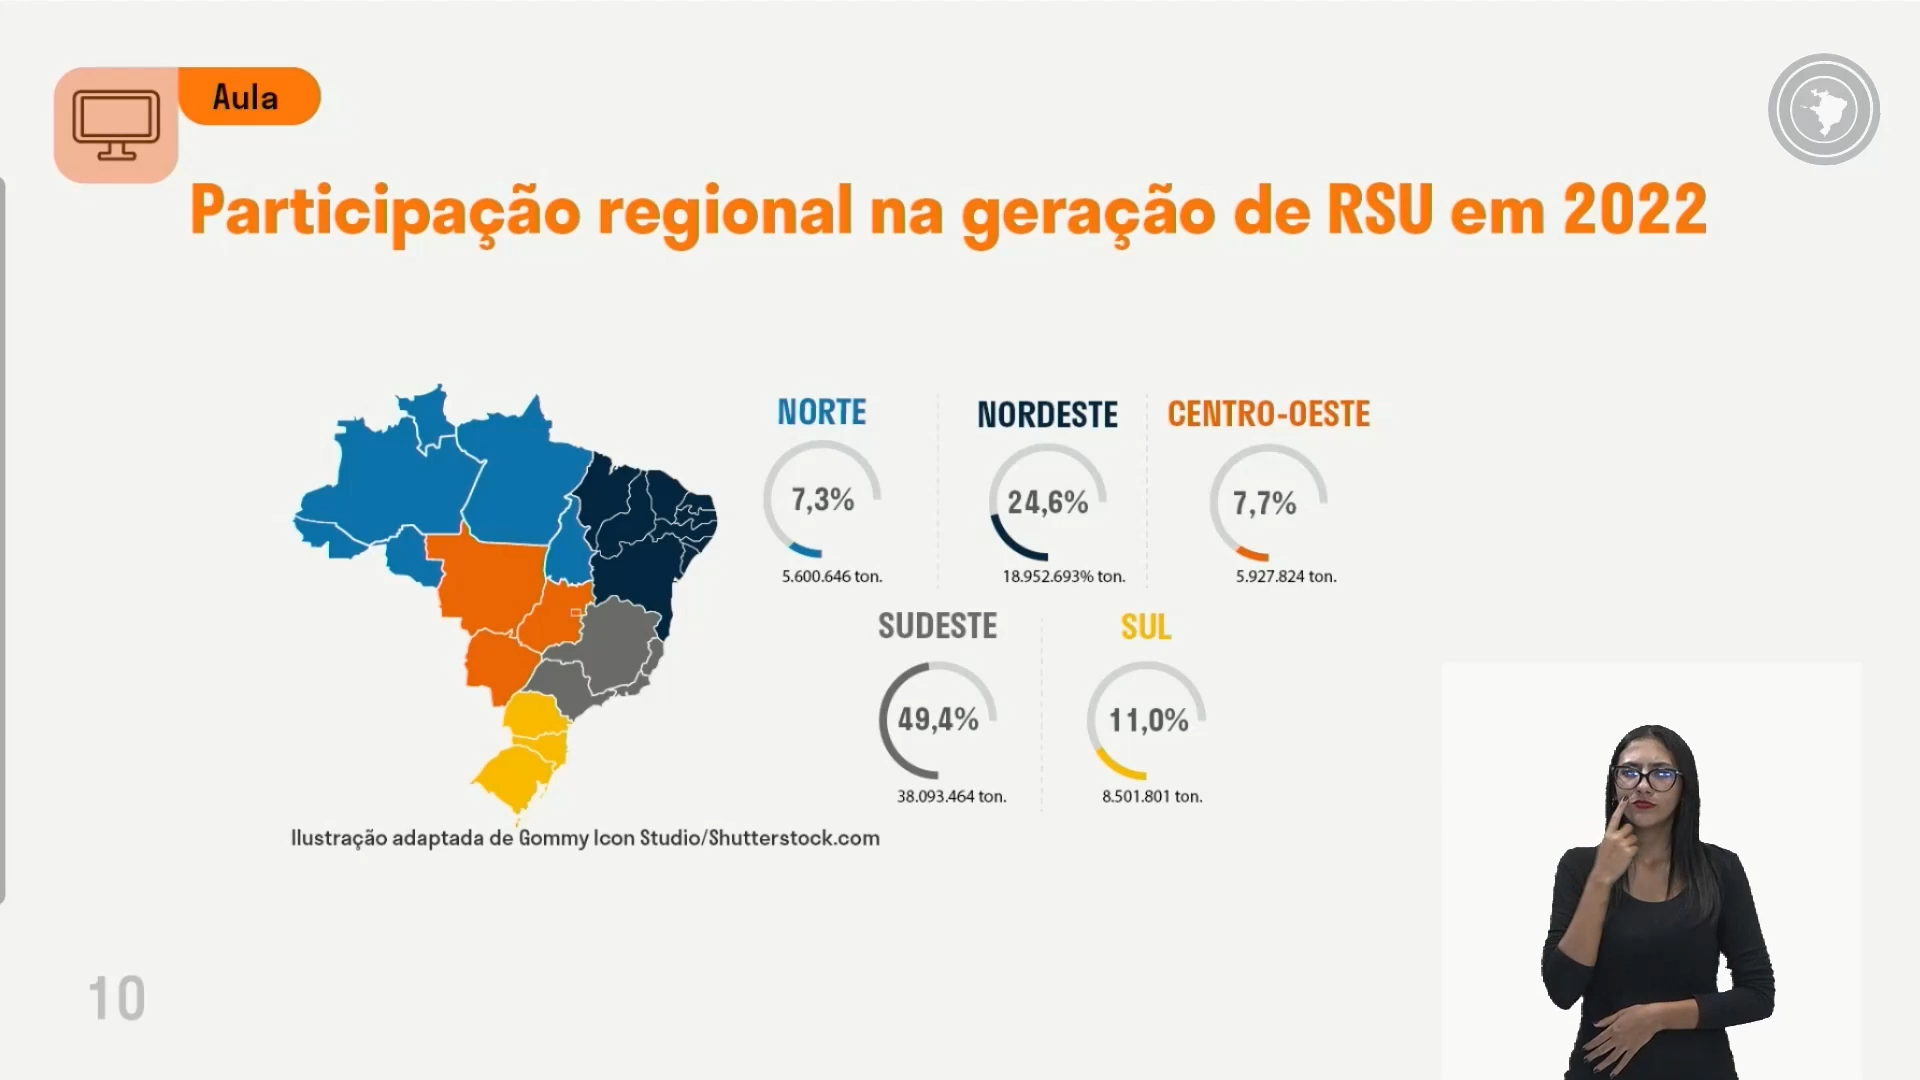 Aula
Participação regional na geração de RSU em 2022
NORTE
7,3%
5.600.646 ton.
NORDESTE
24,6%
18.952.693% ton.
CENTRO-OESTE
7,7%
5.927.824 ton.
SUDESTE
49,4%
38.093.464 ton.
SUL
11,0%
8.501.801 ton.
Ilustração adaptada de Gommy Icon Studio/Shutterstock.com
10